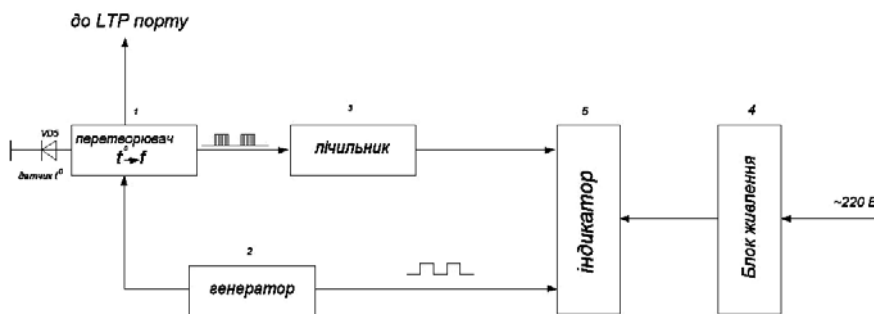 до LTP порту
1
3
5
4
VD5
перетворювач
t°→f
датчик t°
лічильник
індикатор
Блок живлення
~220 В
2
генератор